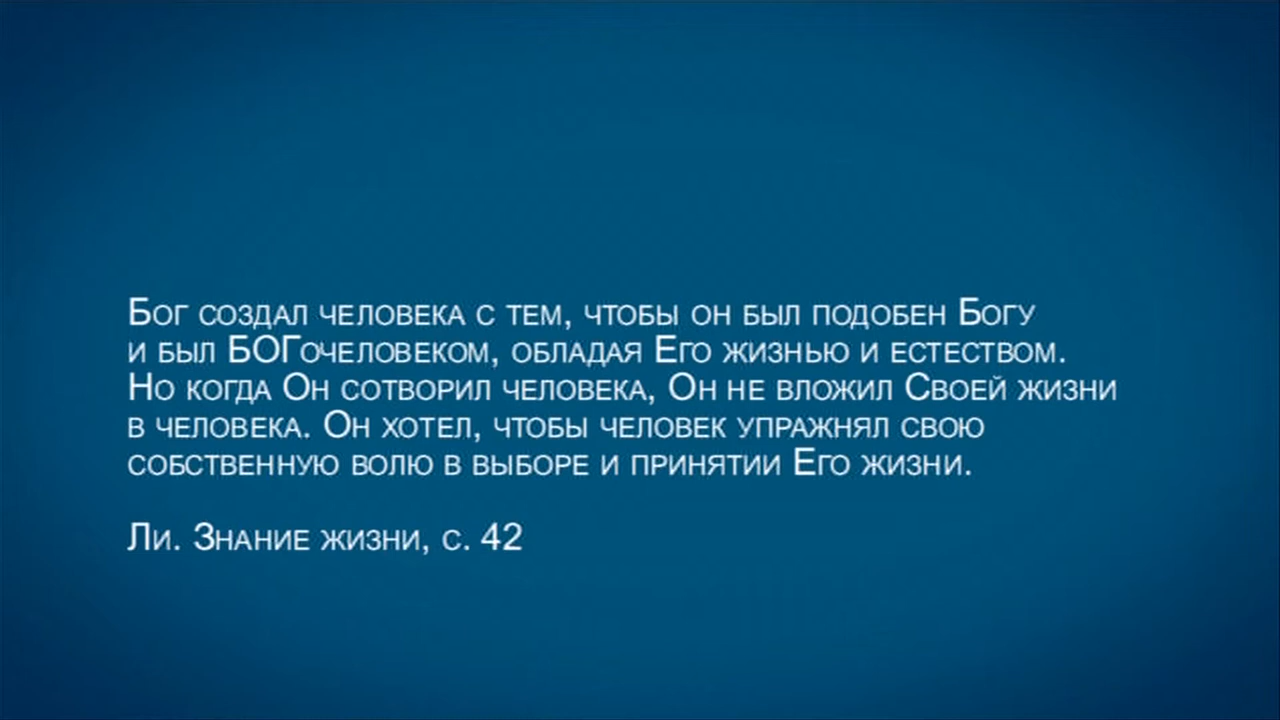 Бог создал человека с тем, чтобы он был подобен Богу
и был БОГочеловеком, обладая Его жизнью и естеством.
Но когда Он сотворил человека, Он не вложил Своей жизни
в человека. Он хотел, чтобы человек упражнял свою
собственную волю в выборе и принятии Его жизни.
Ли. Знание жизни, с. 42